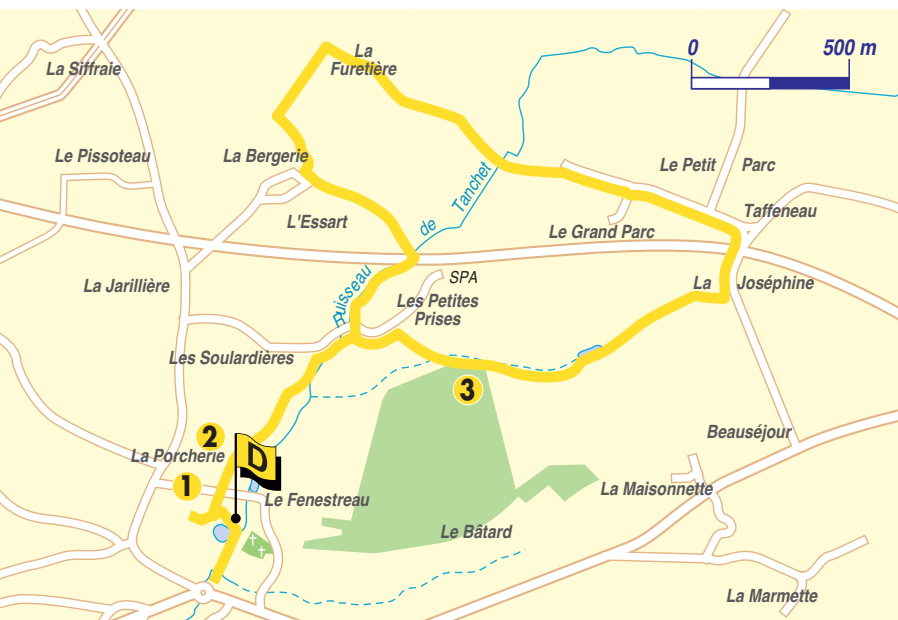 La
Furetière
La Siffraie
0 500 m
Le Pissoteau
La Bergerie
Le Petit Parc
L'Essart
Ruisseau de Tanchet
Taffeneau
Le Grand Parc
La Jarillière
SPA
La Joséphine
Les Petites
Prises
Les Soulardières
3
2
La Porcherie
D
Beauséjour
1
Le Fenestreau
La Maisonnette
Le Bâtard
La Marmette